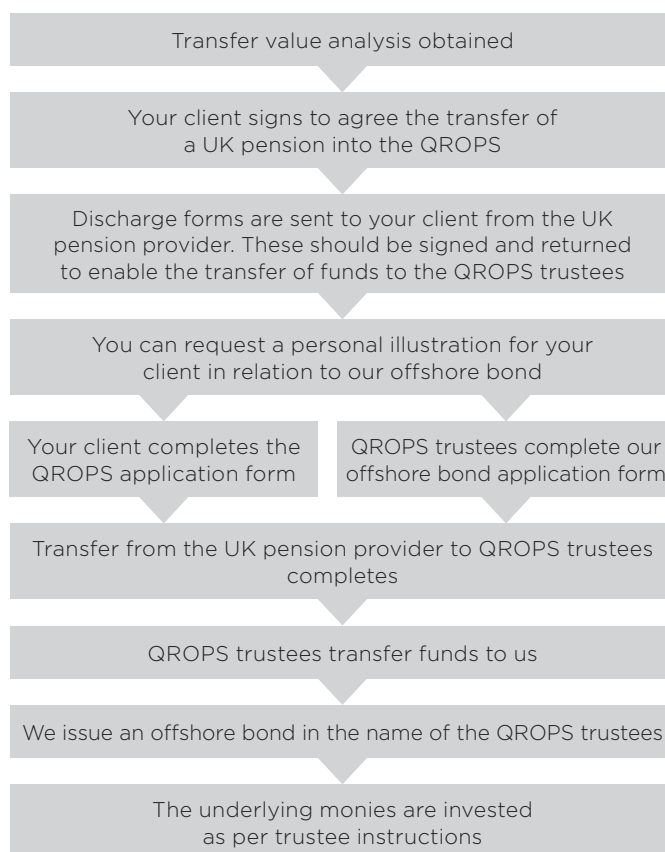 Transfer value analysis obtained
Your client signs to agree the transfer of
a UK pension into the QROPS
Discharge forms are sent to your client from the UK
pension provider. These should be signed and returned
to enable the transfer of funds to the QROPS trustees
You can request a personal illustration for your
client in relation to our offshore bond
Your client completes the
QROPS application form
QROPS trustees complete our
offshore bond application form
Transfer from the UK pension provider to QROPS trustees
completes
QROPS trustees transfer funds to us
We issue an offshore bond in the name of the QROPS trustees
The underlying monies are invested
as per trustee instructions